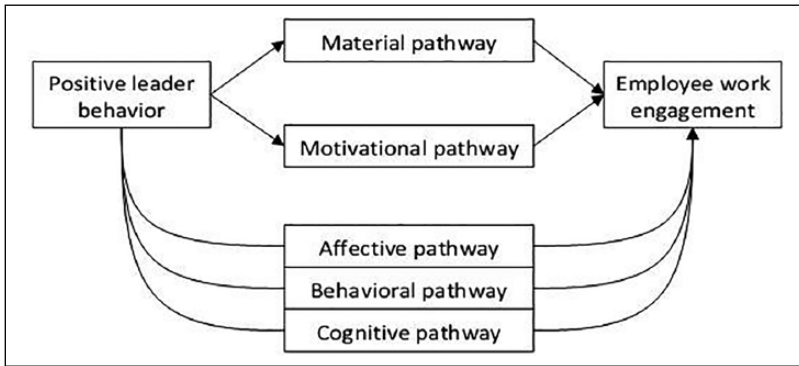 Material pathway
Positive leader
behavior
Employee work
engagement
Motivational pathway
Affective pathway
Behavioral pathway
Cognitive pathway